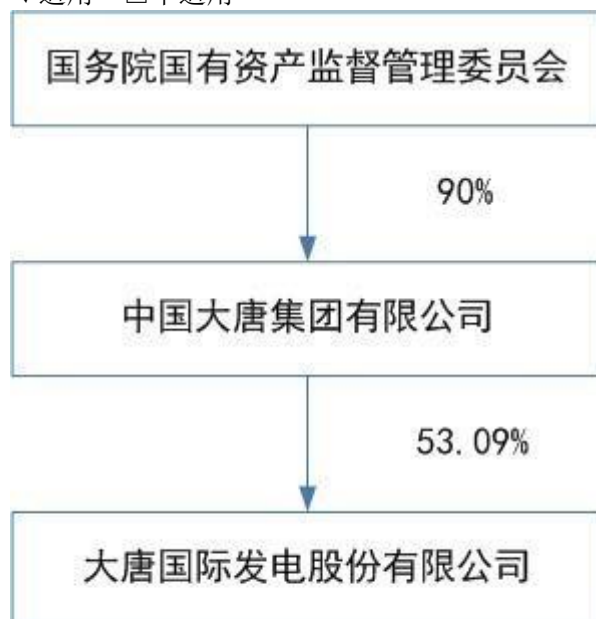 国务院国有资产监督管理委员会
90%
中国大唐集团有限公司
53.09%
大唐国际发电股份有限公司